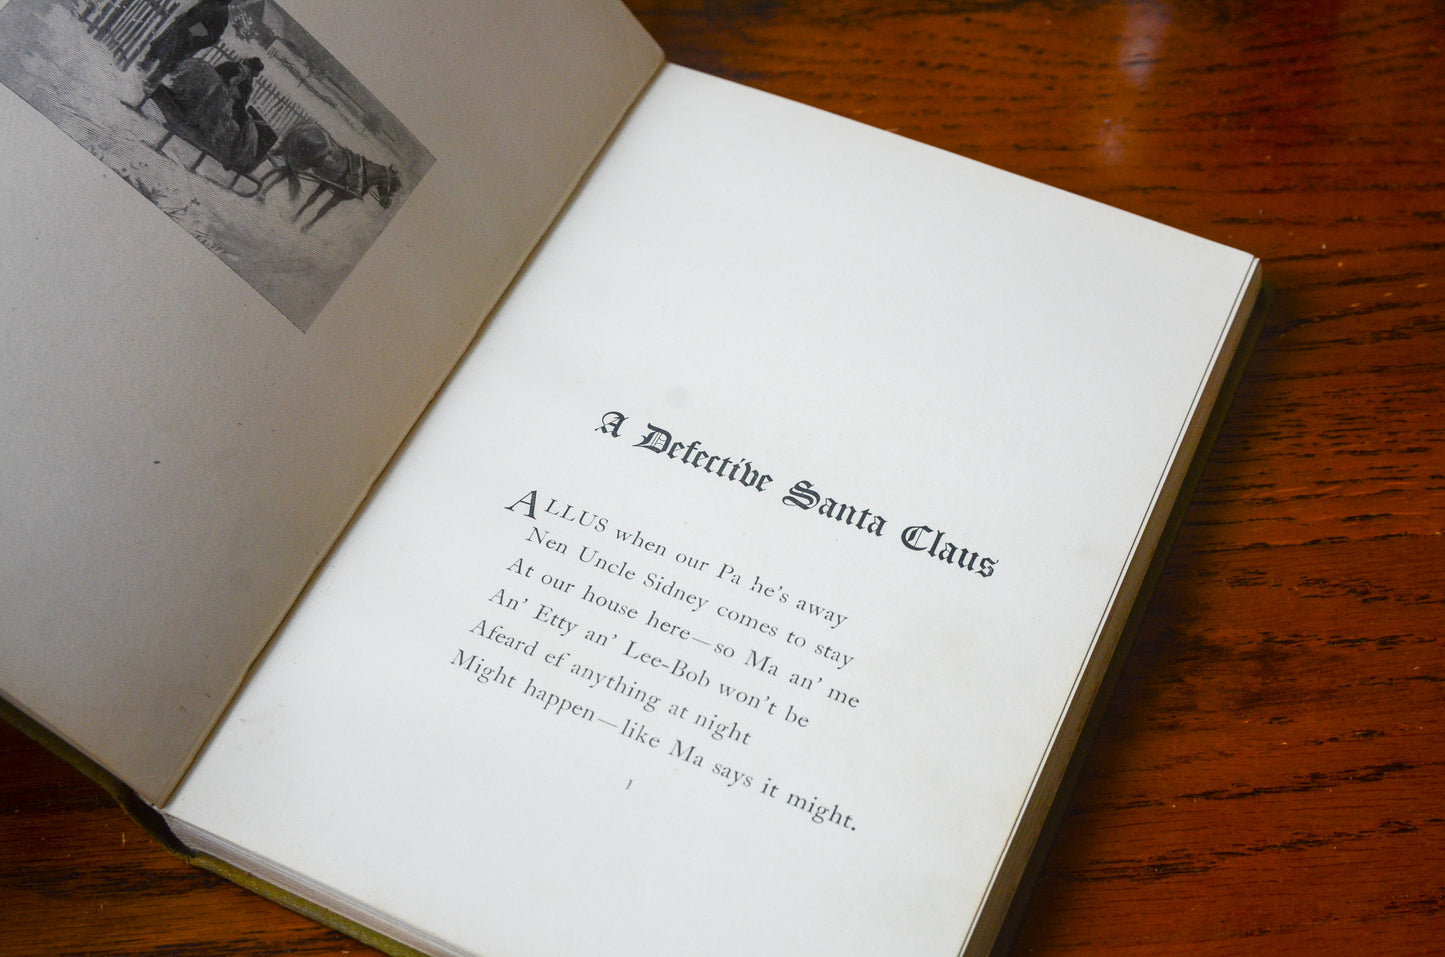 A Defective Santa Claus
ALLUS when our Pa he's away
Nen Uncle Sidney comes to stay
At our house here—so Ma an' me
An' Etty an' Lee-Bob won't be
Afeard ef anything at night
Might happen—like Ma says it might.
1